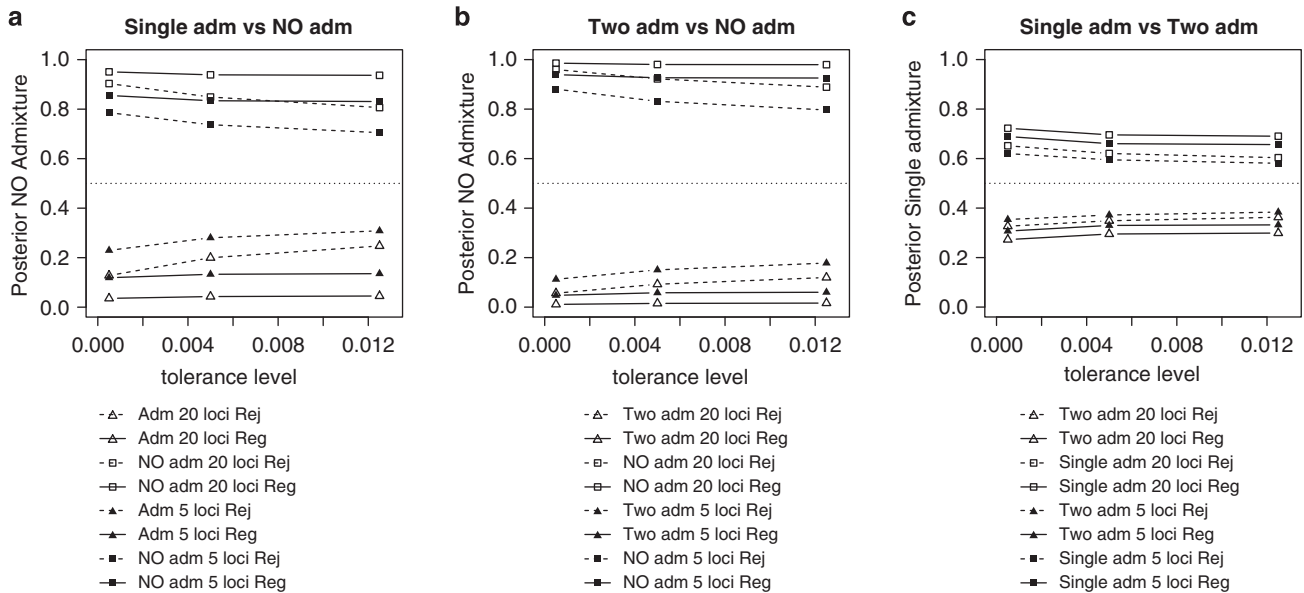 a
Single adm vs NO adm
Posterior NO Admixture
1.0
0.8
0.6
0.4
0.2
0.0
0.000 0.004 0.008 0.012
tolerance level
Adm 20 loci Rej
Adm 20 loci Reg
NO adm 20 loci Rej
NO adm 20 loci Reg
Adm 5 loci Rej
Adm 5 loci Reg
NO adm 5 loci Rej
NO adm 5 loci Reg
b
Two adm vs NO adm
Posterior NO Admixture
1.0
0.8
0.6
0.4
0.2
0.0
0.000 0.004 0.008 0.012
tolerance level
Two adm 20 loci Rej
Two adm 20 loci Reg
NO adm 20 loci Rej
NO adm 20 loci Reg
Two adm 5 loci Rej
Two adm 5 loci Reg
NO adm 5 loci Rej
NO adm 5 loci Reg
c
Single adm vs Two adm
Posterior Single admixture
1.0
0.8
0.6
0.4
0.2
0.0
0.000 0.004 0.008 0.012
tolerance level
Two adm 20 loci Rej
Two adm 20 loci Reg
Single adm 20 loci Rej
Single adm 20 loci Reg
Two adm 5 loci Rej
Two adm 5 loci Reg
Single adm 5 loci Rej
Single adm 5 loci Reg